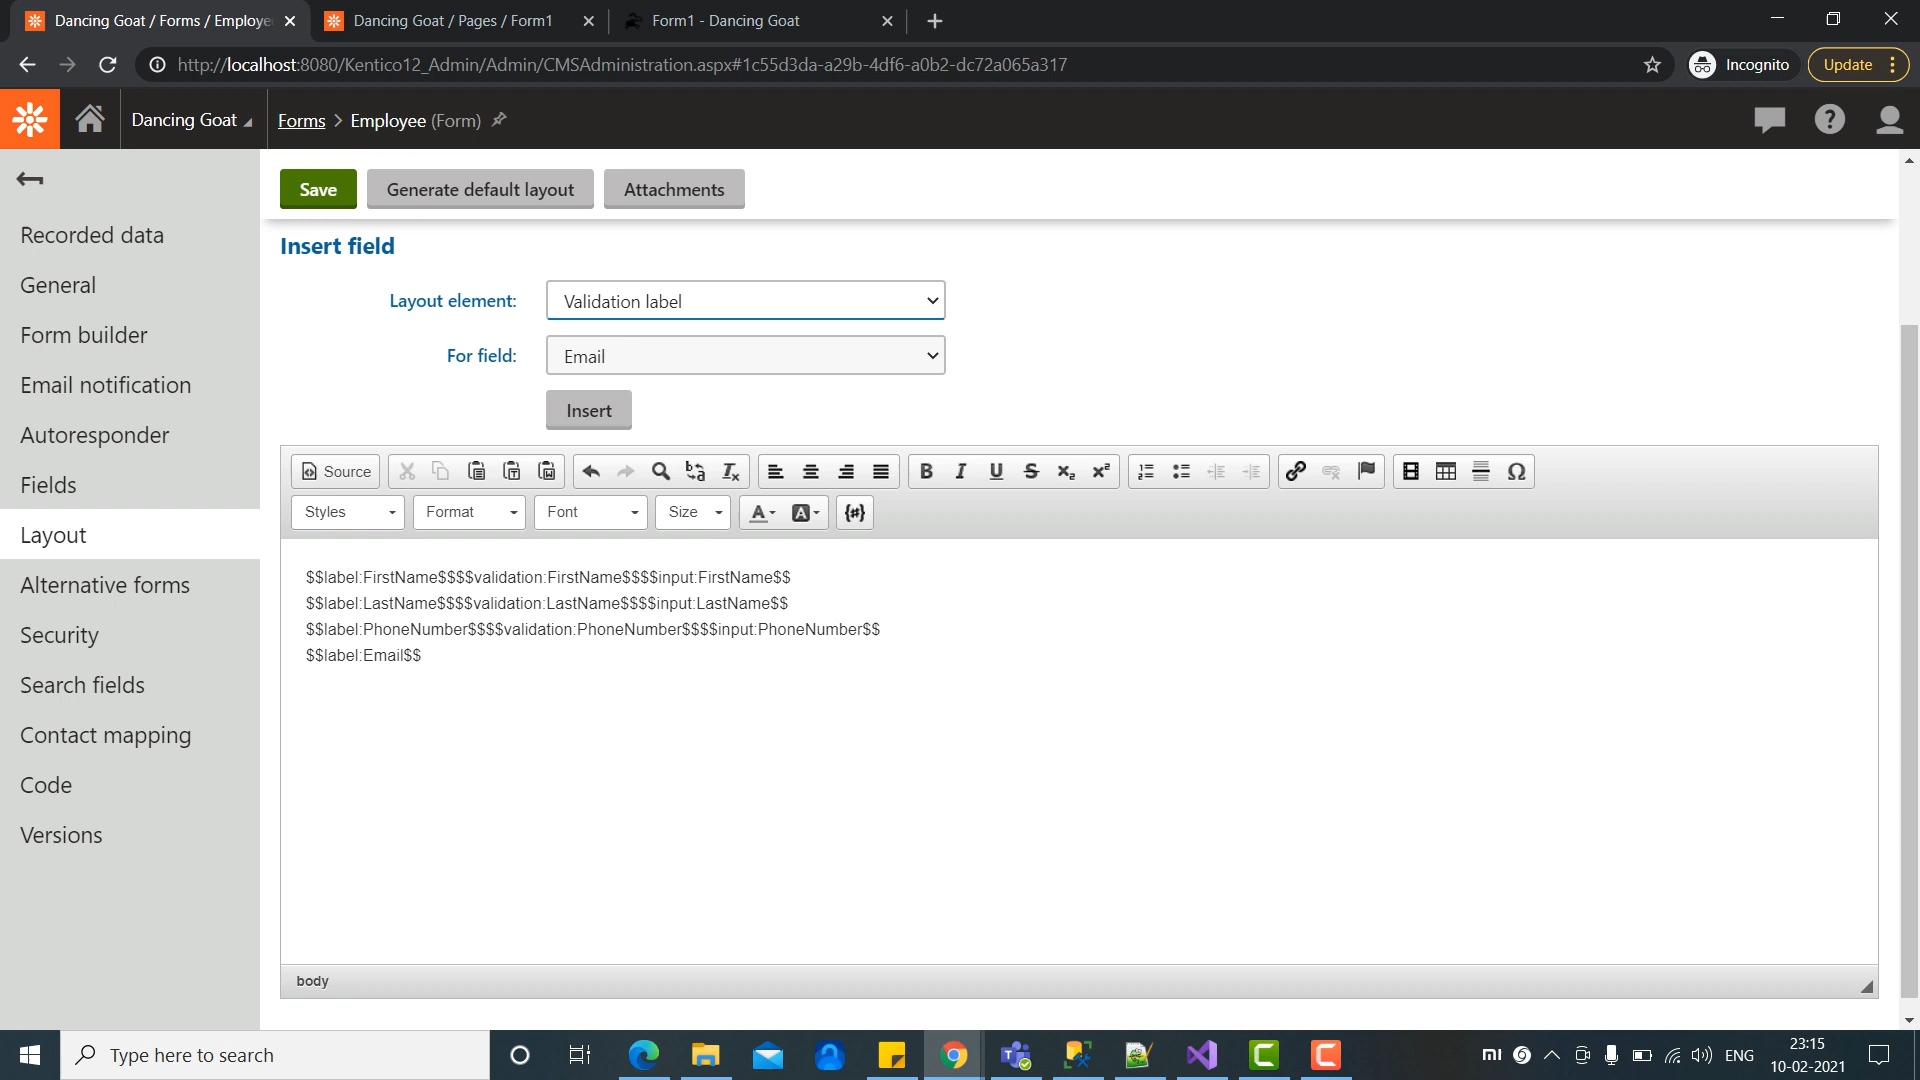 Dancing Goat / Forms / Employe
Dancing Goat / Pages / Form1
Form1 - Dancing Goat
http://localhost:8080/Kentico12_Admin/Admin/CMSAdministration.aspx#1c55d3da-a29b-4df6-a0b2-dc72a065a317
Incognito
Update
Dancing Goat
Forms > Employee (Form)
Save
Generate default layout
Attachments
Recorded data
General
Form builder
Email notification
Autoresponder
Fields
Layout
Alternative forms
Security
Search fields
Contact mapping
Code
Versions
Insert field
Layout element:
Validation label
For field:
Email
Insert
Source
Styles
Format
Font
Size
$$label:FirstName$$$$validation:FirstName$$$$input:FirstName$$
$$label:LastName$$$$validation:LastName$$$$input:LastName$$
$$label:PhoneNumber$$$$validation:PhoneNumber$$$$input:PhoneNumber$$
$$label:Email$$
body
Type here to search
ENG
23:15
10-02-2021